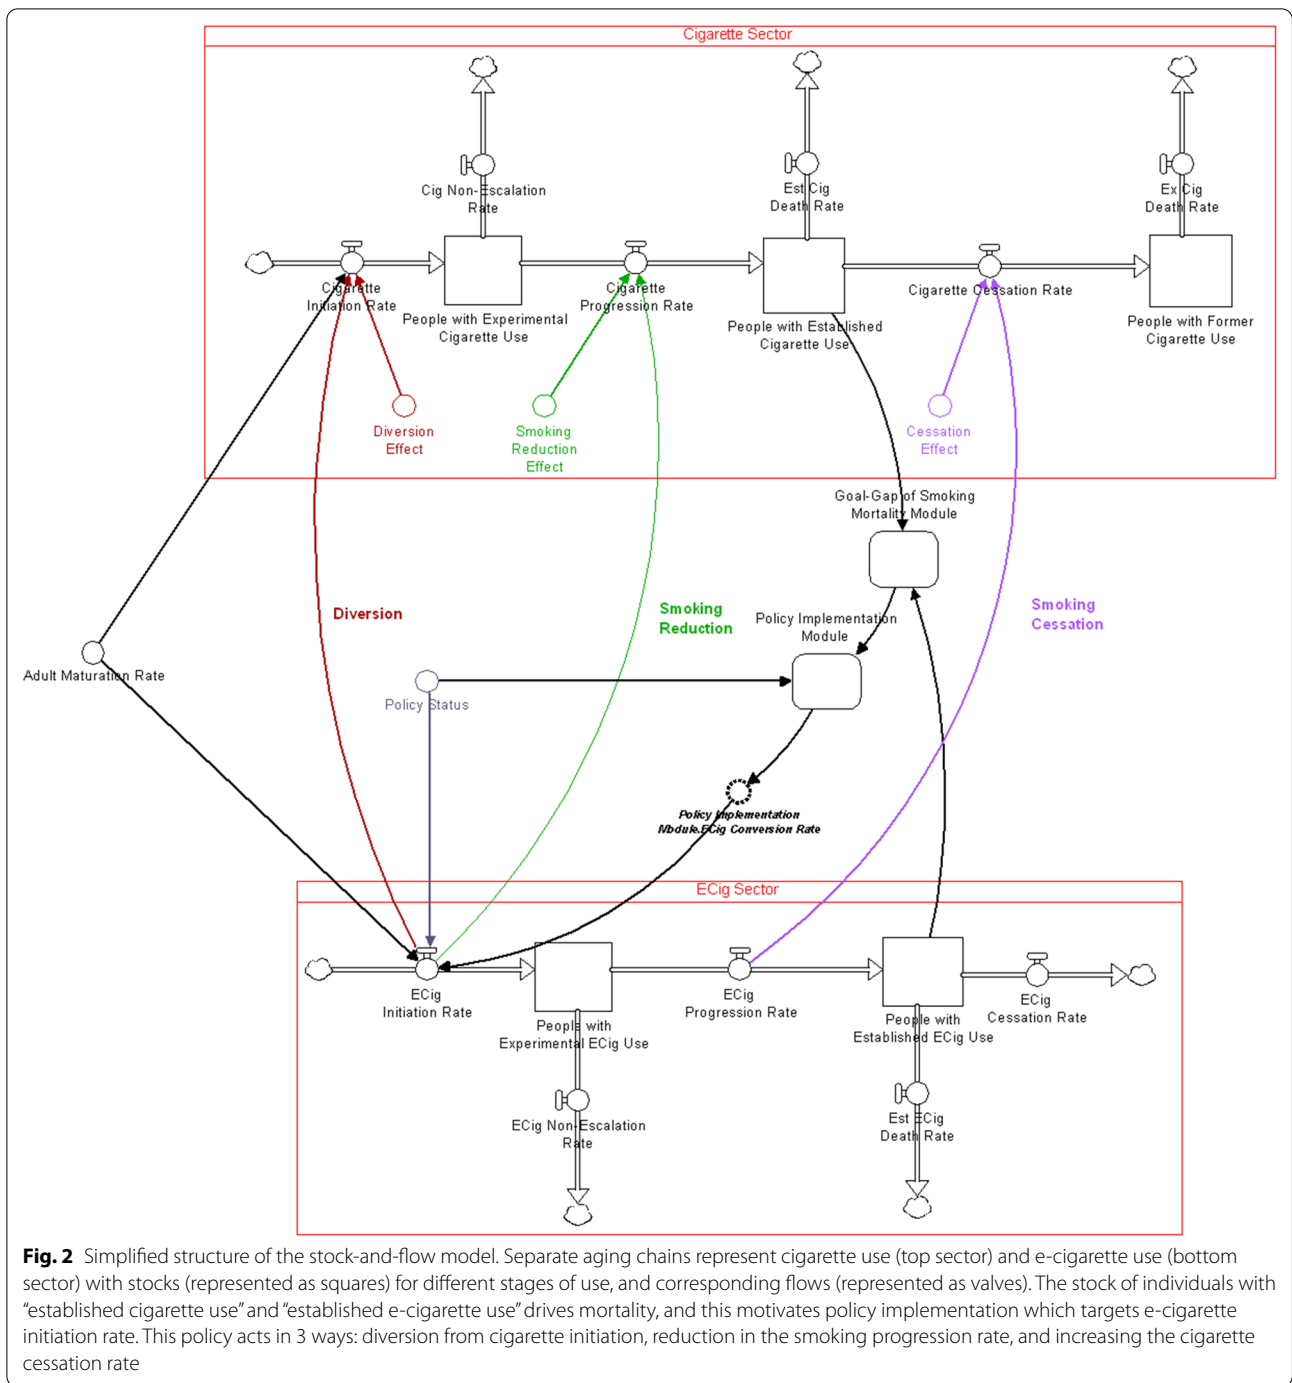 Cigarette Sector
Cig Non-Escalation
Rate
Est Cig
Death Rate
Ex Cig
Death Rate
Cigarette
Initiation Rate
People with Experimental
Cigarette Use
Cigarette
Progression Rate
People with Established
Cigarette Use
Cigarette Cessation Rate
People with Former
Cigarette Use
Diversion
Effect
Smoking
Reduction
Effect
Cessation
Effect
Goal-Gap of Smoking
Mortality Module
Diversion
Smoking
Reduction
Smoking
Cessation
Policy Implementation
Module
Adult Maturation Rate
Policy Status
Policy Implementation
Module.ECig Conversion Rate
ECig Sector
ECig
Initiation Rate
People with
Experimental ECig Use
ECig
Progression Rate
People with
Established ECig Use
ECig
Cessation Rate
ECig Non-Escalation
Rate
Est ECig
Death Rate
Fig. 2 Simplified structure of the stock-and-flow model. Separate aging chains represent cigarette use (top sector) and e-cigarette use (bottom
sector) with stocks (represented as squares) for different stages of use, and corresponding flows (represented as valves). The stock of individuals with
“established cigarette use” and “established e-cigarette use” drives mortality, and this motivates policy implementation which targets e-cigarette
initiation rate. This policy acts in 3 ways: diversion from cigarette initiation, reduction in the smoking progression rate, and increasing the cigarette
cessation rate